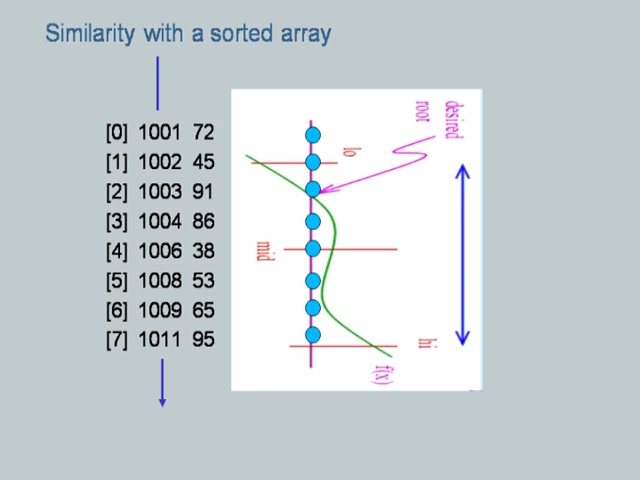 Similarity with a sorted array
[0] 1001 72
[1] 1002 45
[2] 1003 91
[3] 1004 86
[4] 1006 38
[5] 1008 53
[6] 1009 65
[7] 1011 95
desired
root
lo
mid
hi
f(x)